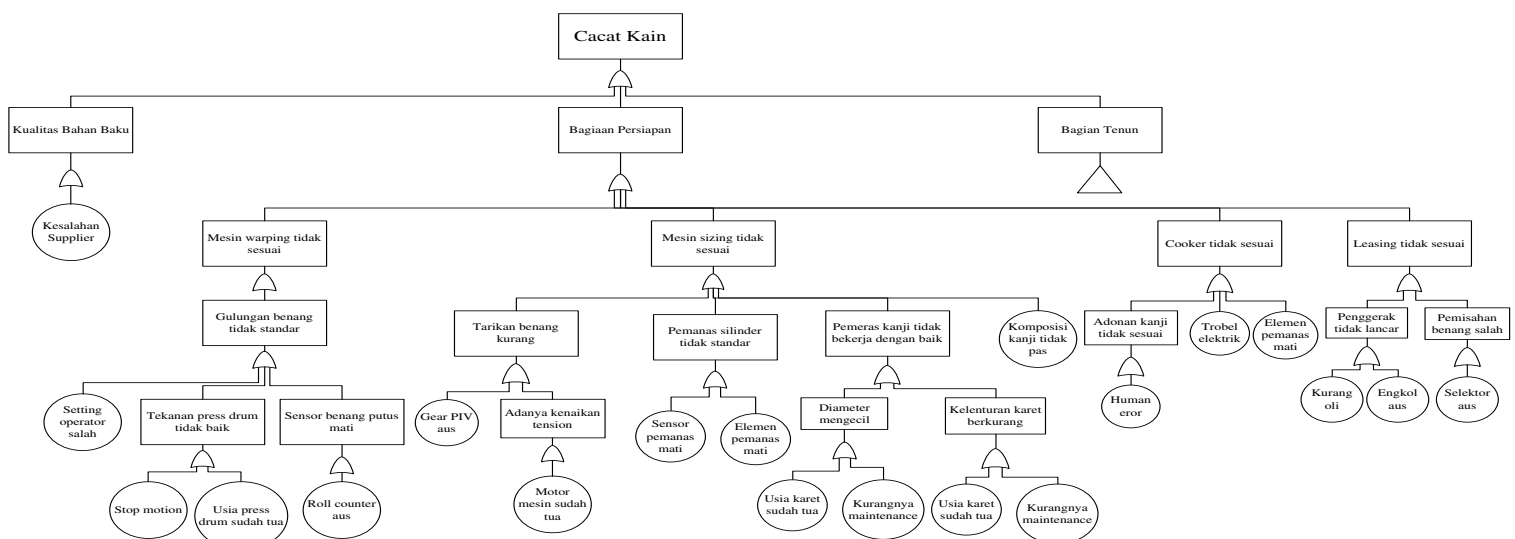 Cacat Kain
Kualitas Bahan Baku
Bagiaan Persiapan
Bagian Tenun
Kesalahan
Supplier
Mesin warping tidak
sesuai
Mesin sizing tidak
sesuai
Cooker tidak sesuai
Leasing tidak sesuai
Gulungan benang
tidak standar
Tarikan benang
kurang
Pemanas silinder
tidak standar
Pemeras kanji tidak
bekerja dengan baik
Komposisi
kanji tidak
pas
Adonan kanji
tidak sesuai
Trobel
elektrik
Elemen
pemanas
mati
Penggerak
tidak lancar
Pemisahan
benang salah
Setting
operator
salah
Tekanan press drum
tidak baik
Sensor benang putus
mati
Gear PIV
aus
Adanya kenaikan
tension
Sensor
pemanas
mati
Elemen
pemanas
mati
Diameter
mengecil
Kelenturan karet
berkurang
Human
eror
Kurang
oli
Engkol
aus
Selektor
aus
Stop motion
Usia press
drum sudah tua
Roll counter
aus
Motor
mesin sudah
tua
Usia karet
sudah tua
Kurangnya
maintenance
Usia karet
sudah tua
Kurangnya
maintenance